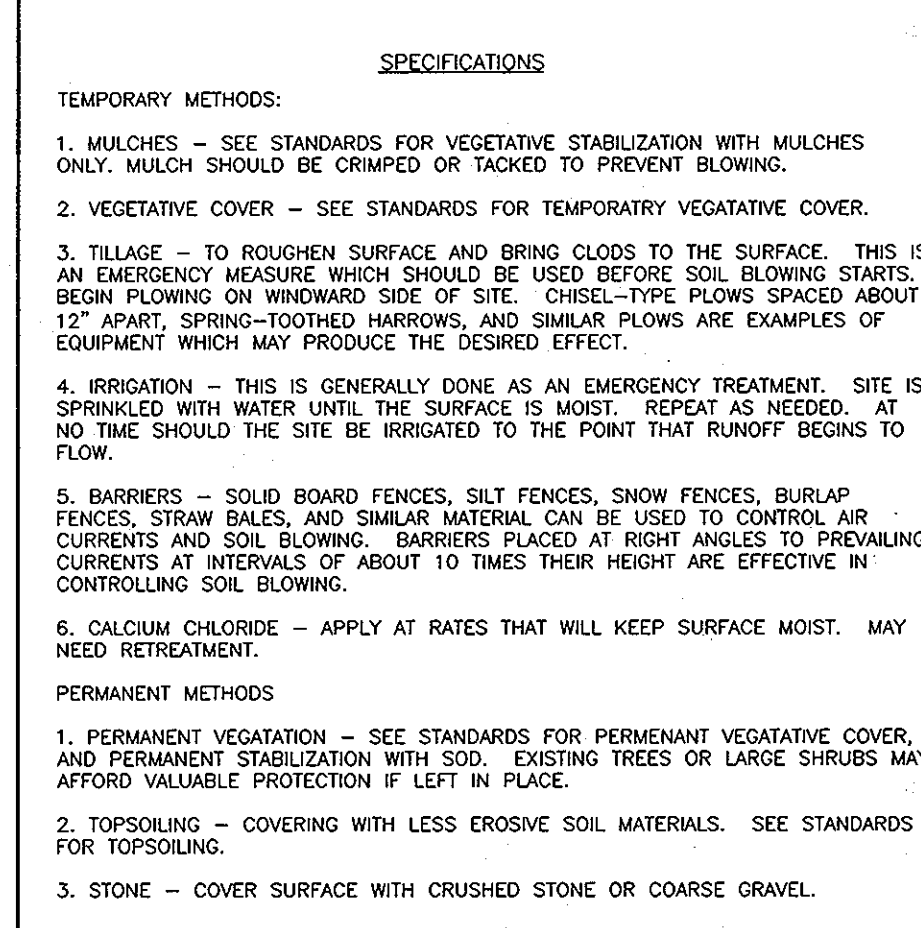 SPECIFICATIONS
TEMPORARY METHODS:
1. MULCHES – SEE STANDARDS FOR VEGETATIVE STABILIZATION WITH MULCHES
ONLY. MULCH SHOULD BE CRIMPED OR TACKED TO PREVENT BLOWING.
2. VEGETATIVE COVER – SEE STANDARDS FOR TEMPORATRY VEGATATIVE COVER.
3. TILLAGE – TO ROUGHEN SURFACE AND BRING CLODS TO THE SURFACE. THIS IS
AN EMERGENCY MEASURE WHICH SHOULD BE USED BEFORE SOIL BLOWING STARTS.
BEGIN PLOWING ON WINDWARD SIDE OF SITE. CHISEL–TYPE PLOWS SPACED ABOUT
12" APART, SPRING–TOOTHED HARROWS, AND SIMILAR PLOWS ARE EXAMPLES OF
EQUIPMENT WHICH MAY PRODUCE THE DESIRED EFFECT.
4. IRRIGATION – THIS IS GENERALLY DONE AS AN EMERGENCY TREATMENT. SITE IS
SPRINKLED WITH WATER UNTIL THE SURFACE IS MOIST. REPEAT AS NEEDED. AT
NO TIME SHOULD THE SITE BE IRRIGATED TO THE POINT THAT RUNOFF BEGINS TO
FLOW.
5. BARRIERS – SOLID BOARD FENCES, SILT FENCES, SNOW FENCES, BURLAP
FENCES, STRAW BALES, AND SIMILAR MATERIAL CAN BE USED TO CONTROL AIR
CURRENTS AND SOIL BLOWING. BARRIERS PLACED AT RIGHT ANGLES TO PREVAILING
CURRENTS AT INTERVALS OF ABOUT 10 TIMES THEIR HEIGHT ARE EFFECTIVE IN
CONTROLLING SOIL BLOWING.
6. CALCIUM CHLORIDE – APPLY AT RATES THAT WILL KEEP SURFACE MOIST. MAY
NEED RETREATMENT.
PERMANENT METHODS
1. PERMANENT VEGATATION – SEE STANDARDS FOR PERMENANT VEGATATIVE COVER,
AND PERMANENT STABILIZATION WITH SOD. EXISTING TREES OR LARGE SHRUBS MAY
AFFORD VALUABLE PROTECTION IF LEFT IN PLACE.
2. TOPSOILING – COVERING WITH LESS EROSIVE SOIL MATERIALS. SEE STANDARDS
FOR TOPSOILING.
3. STONE – COVER SURFACE WITH CRUSHED STONE OR COARSE GRAVEL.